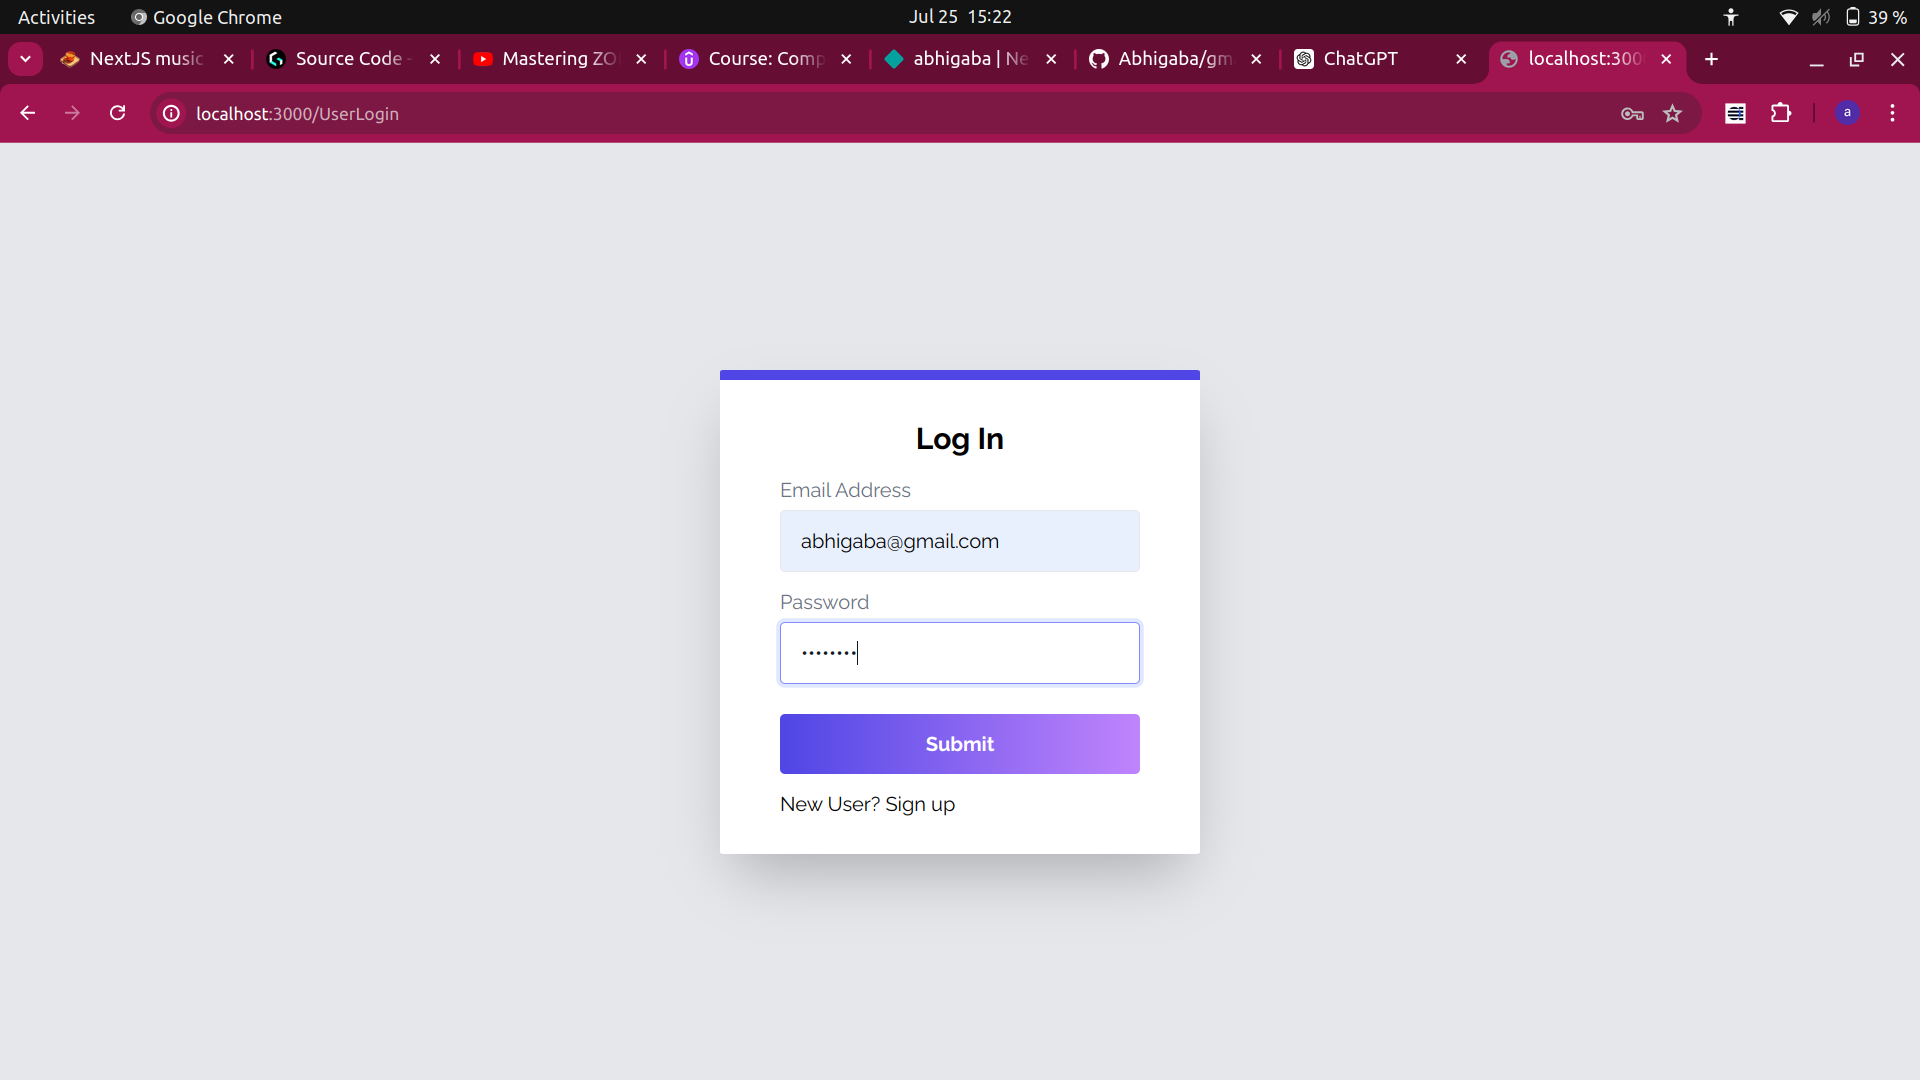 Activities Google Chrome Jul 25 15:22 39 %
NextJS music Source Code - Mastering ZO Course: Comp abhigaba | Ne Abhigaba/gm ChatGPT localhost:300
localhost:3000/UserLogin a
Log In
Email Address
abhigaba@gmail.com
Password
••••••••
Submit
New User? Sign up